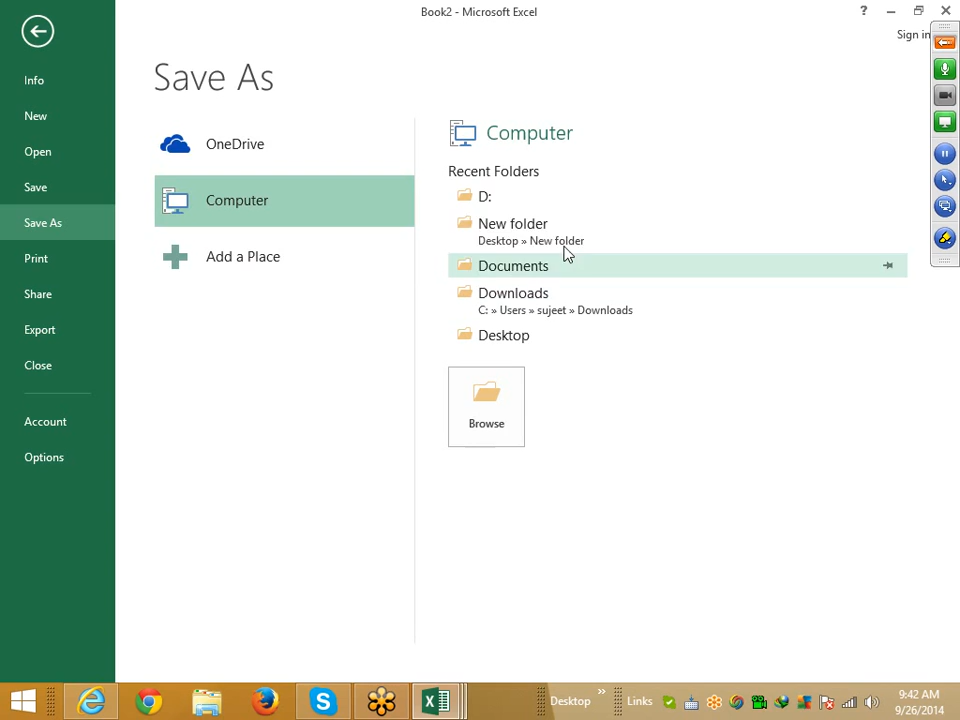 Book2 - Microsoft Excel
?
Sign in
Info
New
Open
Save
Save As
Print
Share
Export
Close
Account
Options
Save As
OneDrive
Computer
Add a Place
Computer
Recent Folders
D:
New folder
Desktop » New folder
Documents
Downloads
C: » Users » sujeet » Downloads
Desktop
Browse
Desktop
»
Links
9:42 AM
9/26/2014